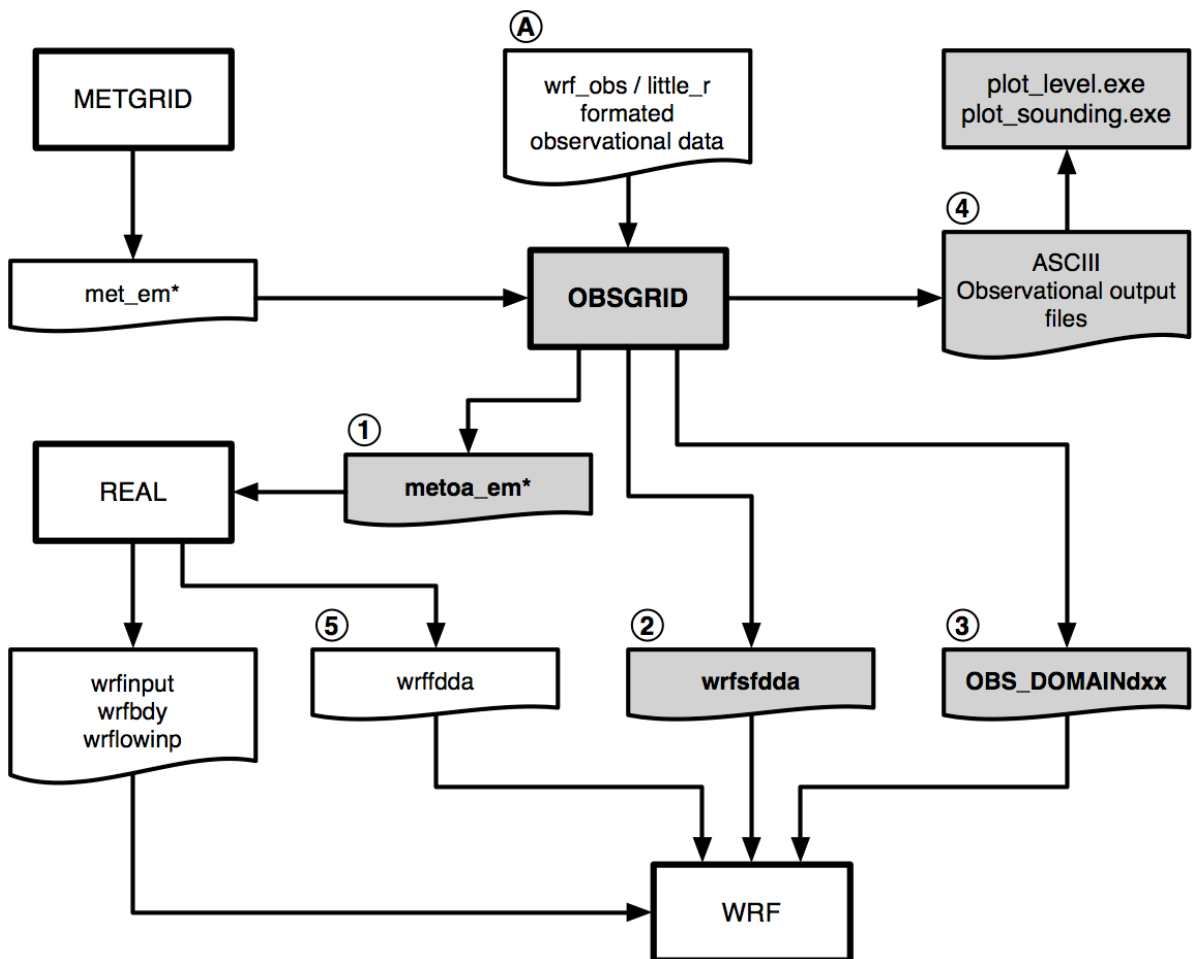 A
METGRID
wrf_obs / little_r
formated
observational data
plot_level.exe
plot_sounding.exe
4
met_em*
OBSGRID
ASCIII
Observational output
files
1
REAL
metoa_em*
5
2
3
wrfinput
wrfbdy
wrflowinp
wrffdda
wrfsfdda
OBS_DOMAINdxx
WRF